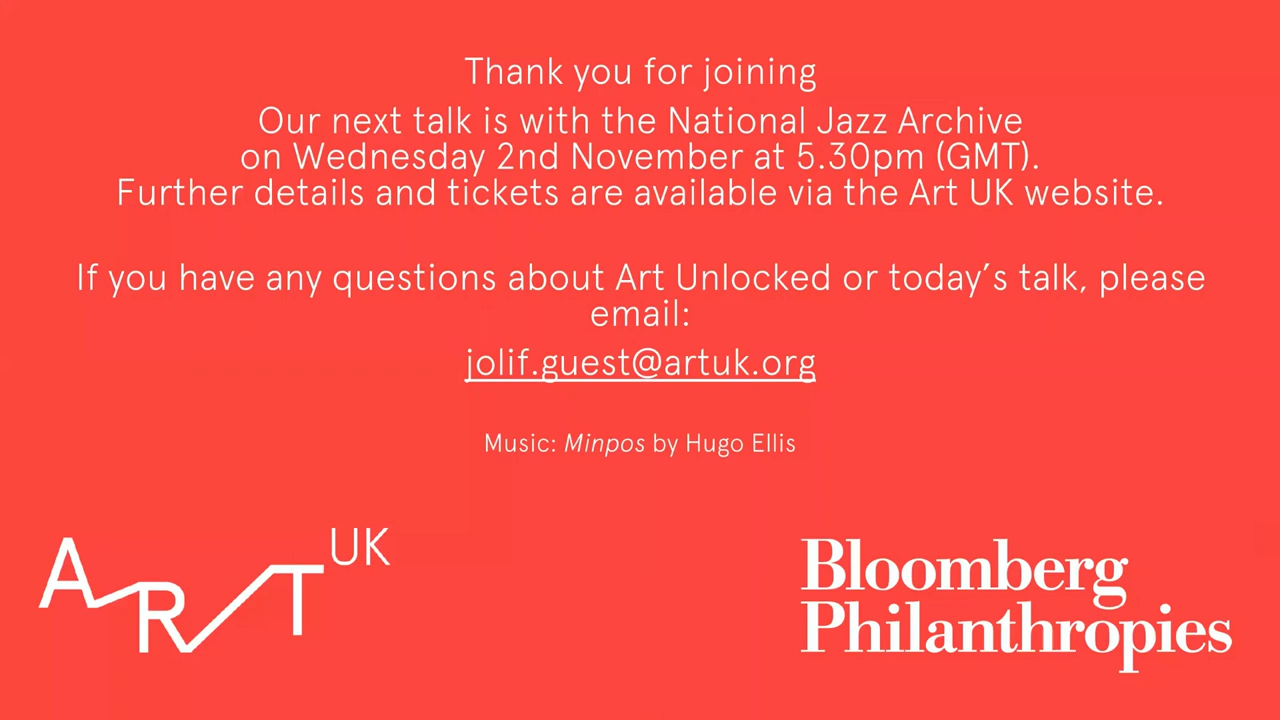 Thank you for joining
Our next talk is with the National Jazz Archive
on Wednesday 2nd November at 5.30pm (GMT).
Further details and tickets are available via the Art UK website.
If you have any questions about Art Unlocked or today’s talk, please
email:
jolif.guest@artuk.org
Music: Minpos by Hugo Ellis
ART UK
Bloomberg
Philanthropies